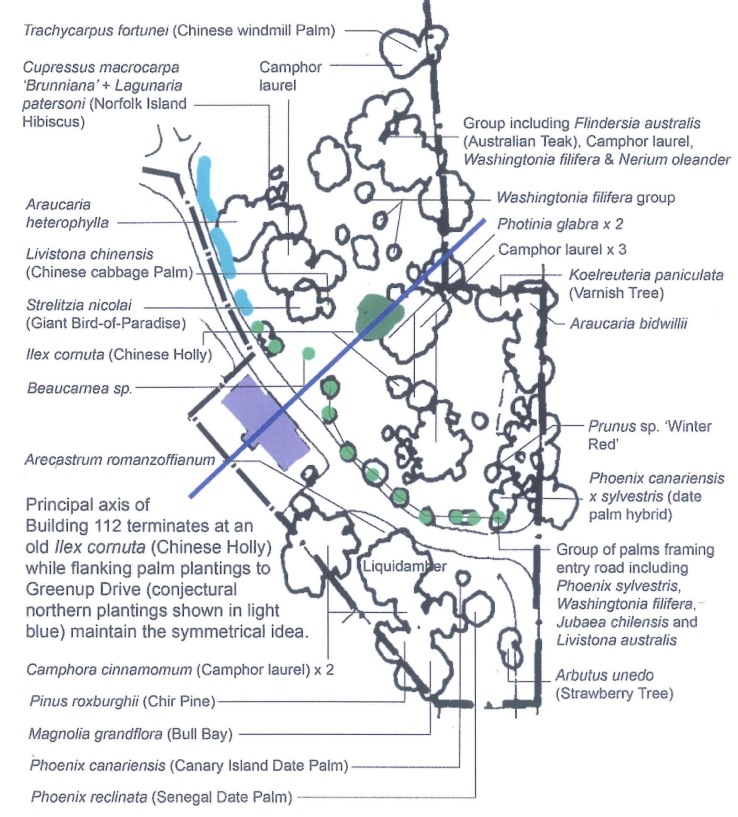 Trachycarpus fortunei (Chinese windmill Palm)
Cupressus macrocarpa
'Brunniana' + Lagunaria
patersoni (Norfolk Island
Hibiscus)
Camphor
laurel
Group including Flindersia australis
(Australian Teak), Camphor laurel,
Washingtonia filifera & Nerium oleander
Araucaria
heterophylla
Washingtonia filifera group
Photinia glabra x 2
Camphor laurel x 3
Livistona chinensis
(Chinese cabbage Palm)
Koelreuteria paniculata
(Varnish Tree)
Strelitzia nicolai
(Giant Bird-of-Paradise)
Araucaria bidwillii
Ilex cornuta (Chinese Holly)
Beaucarnea sp.
Prunus sp. 'Winter
Red'
Arecastrum romanzoffianum
Phoenix canariensis
x sylvestris (date
palm hybrid)
Principal axis of
Building 112 terminates at an
old Ilex cornuta (Chinese Holly)
while flanking palm plantings to
Greenup Drive (conjectural
northern plantings shown in light
blue) maintain the symmetrical idea.
Liquidamber
Group of palms framing
entry road including
Phoenix sylvestris,
Washingtonia filifera,
Jubaea chilensis and
Livistona australis
Camphora cinnamomum (Camphor laurel) x 2
Arbutus unedo
(Strawberry Tree)
Pinus roxburghii (Chir Pine)
Magnolia grandflora (Bull Bay)
Phoenix canariensis (Canary Island Date Palm)
Phoenix reclinata (Senegal Date Palm)